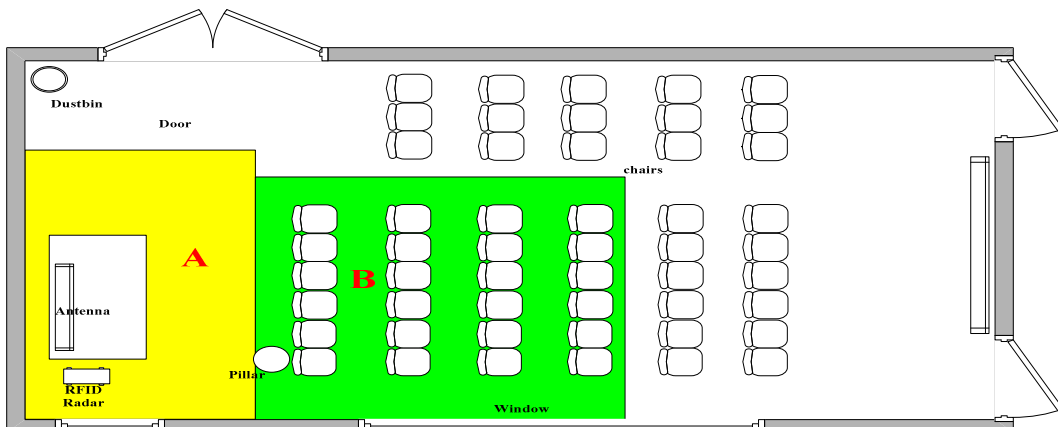 Dustbin
Door
chairs
A
B
Antenna
Pillar
RFID
Radar
Window